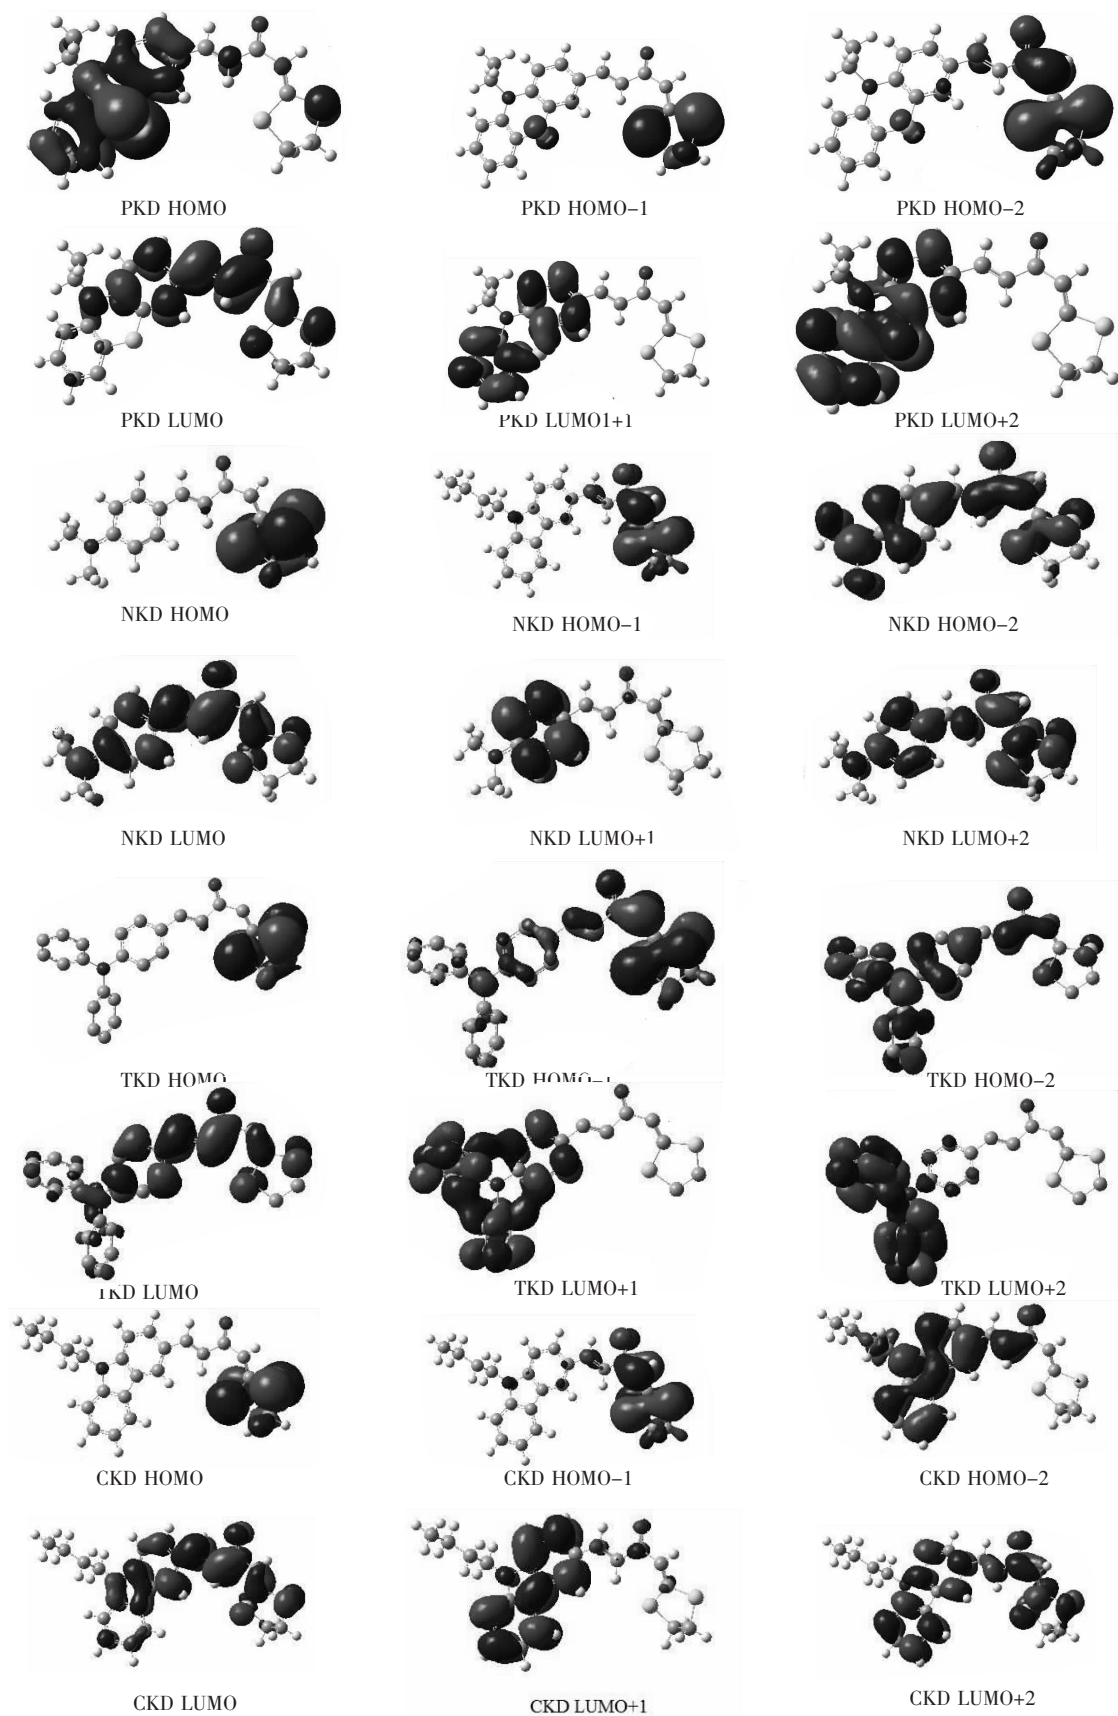 PKD HOMO
PKD HOMO−1
PKD HOMO−2
PKD LUMO
PKD LUMO1+1
PKD LUMO+2
NKD HOMO
NKD HOMO−1
NKD HOMO−2
NKD LUMO
NKD LUMO+1
NKD LUMO+2
TKD HOMO
TKD HOMO−1
TKD HOMO−2
TKD LUMO
TKD LUMO+1
TKD LUMO+2
CKD HOMO
CKD HOMO−1
CKD HOMO−2
CKD LUMO
CKD LUMO+1
CKD LUMO+2